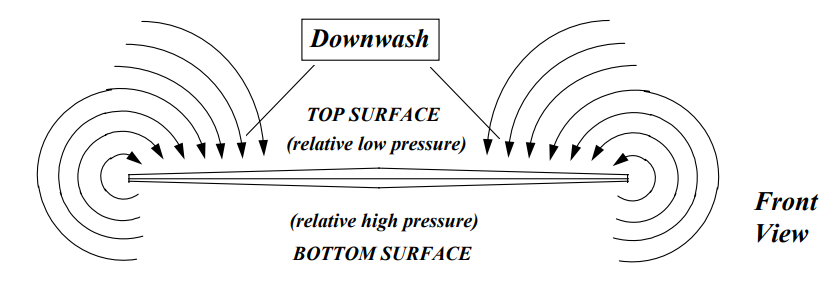 Downwash
TOP SURFACE
(relative low pressure)
(relative high pressure)
BOTTOM SURFACE
Front
View